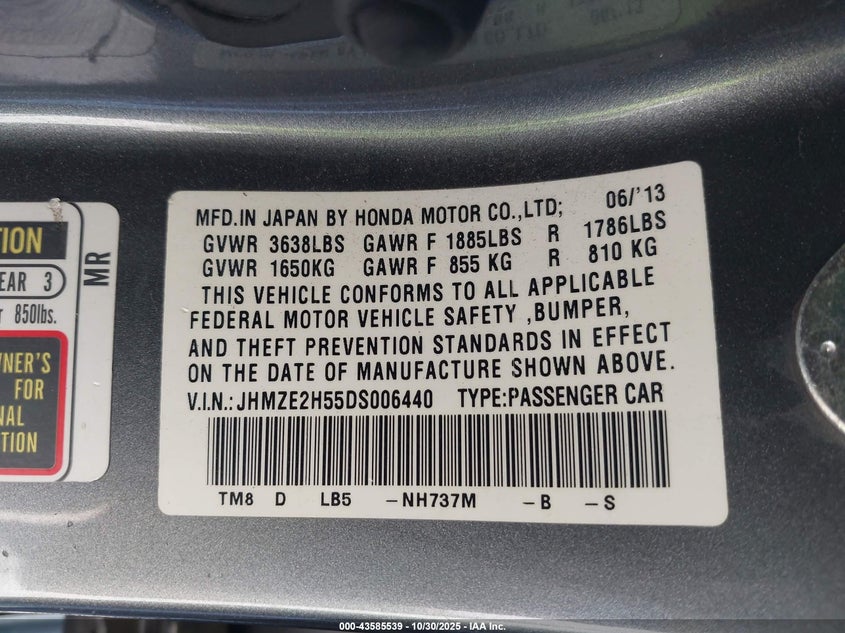 MFD.IN JAPAN BY HONDA MOTOR CO.,LTD; 06/'13
GVWR 3638LBS GAWR F 1885LBS R 1786LBS
GVWR 1650KG GAWR F 855 KG R 810 KG
THIS VEHICLE CONFORMS TO ALL APPLICABLE
FEDERAL MOTOR VEHICLE SAFETY ,BUMPER,
AND THEFT PREVENTION STANDARDS IN EFFECT
ON THE DATE OF MANUFACTURE SHOWN ABOVE.
V.I.N.:JHMZE2H55DS006440 TYPE:PASSENGER CAR
TM8 D LB5 -NH737M -B -S
MR
3
850lbs.
FOR
000-43585539 - 10/30/2025 - IAA Inc.